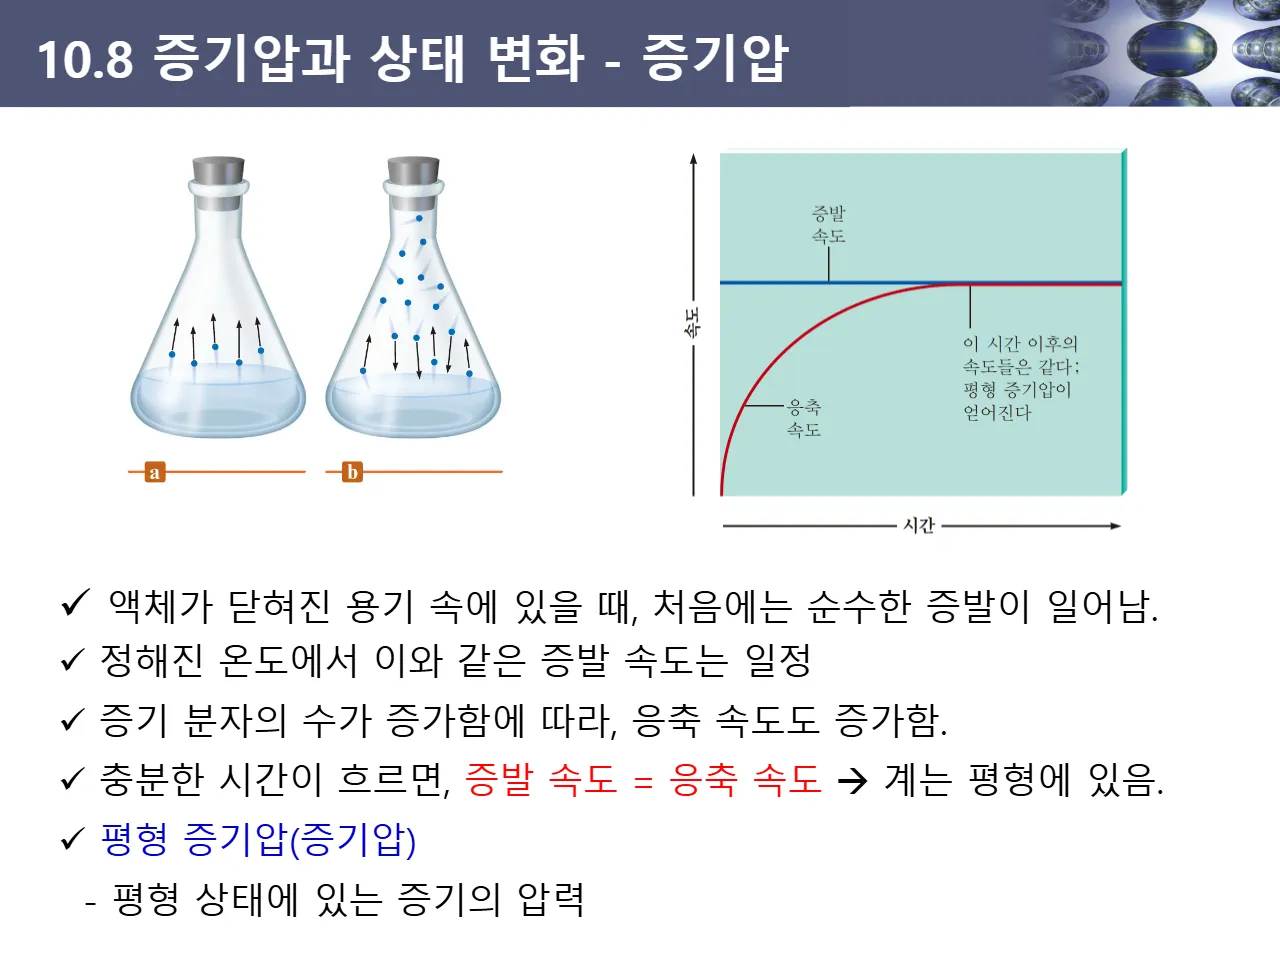 10.8 증기압과 상태 변화 - 증기압
a
b
속도
증발
속도
이 시간 이후의
속도들은 같다;
평형 증기압이
얻어진다
응축
속도
시간
✓ 액체가 닫혀진 용기 속에 있을 때, 처음에는 순수한 증발이 일어남.
✓ 정해진 온도에서 이와 같은 증발 속도는 일정
✓ 증기 분자의 수가 증가함에 따라, 응축 속도도 증가함.
✓ 충분한 시간이 흐르면, 증발 속도 = 응축 속도 → 계는 평형에 있음.
✓ 평형 증기압(증기압)
- 평형 상태에 있는 증기의 압력